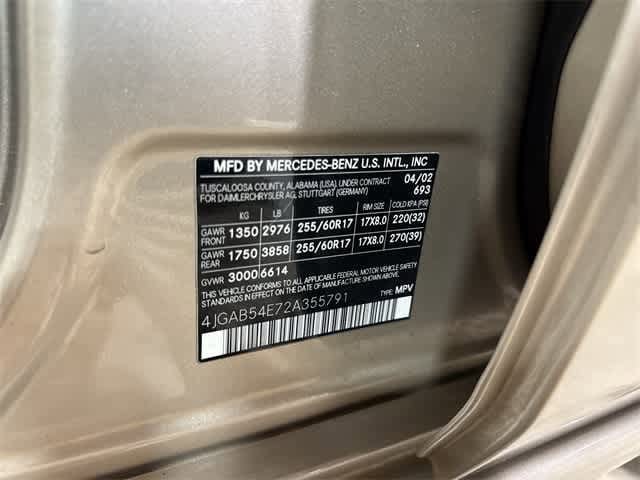 MFD BY MERCEDES-BENZ U.S. INTL., INC
TUSCALOOSA COUNTY, ALABAMA (USA), UNDER CONTRACT 04/02
FOR DAIMLERCHRYSLER AG, STUTTGART (GERMANY) 693
KG LB TIRES RIM SIZE COLD KPA (PSI)
GAWR FRONT 1350 2976 255/60R17 17X8.0 220(32)
GAWR REAR 1750 3858 255/60R17 17X8.0 270(39)
GVWR 3000 6614
THIS VEHICLE CONFORMS TO ALL APPLICABLE FEDERAL MOTOR VEHICLE SAFETY
STANDARDS IN EFFECT ON THE DATE OF MANUFACTURE SHOWN ABOVE.
4JGAB54E72A355791 TYPE: MPV